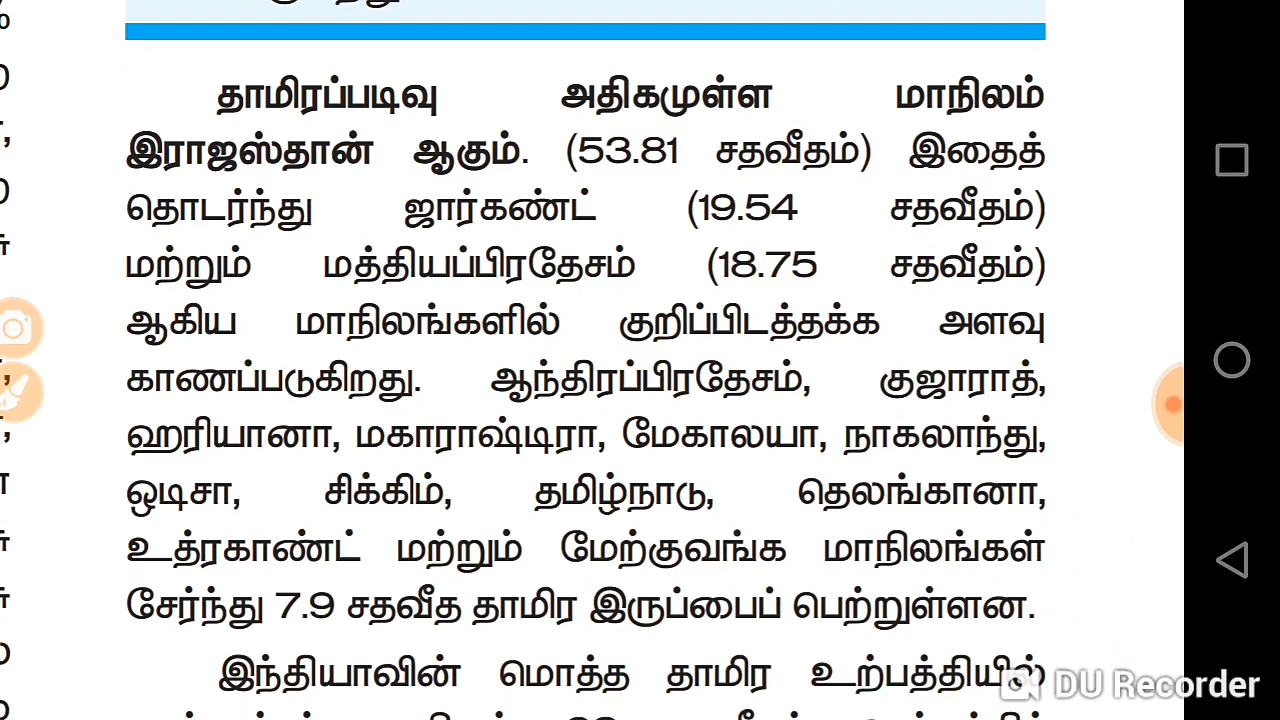 தாமிரப்படிவு அதிகமுள்ள மாநிலம்
இராஜஸ்தான் ஆகும். (53.81 சதவீதம்) இதைத்
தொடர்ந்து ஜார்கண்ட் (19.54 சதவீதம்)
மற்றும் மத்தியப்பிரதேசம் (18.75 சதவீதம்)
ஆகிய மாநிலங்களில் குறிப்பிடத்தக்க அளவு
காணப்படுகிறது. ஆந்திரப்பிரதேசம், குஜாராத்,
ஹரியானா, மகாராஷ்டிரா, மேகாலயா, நாகலாந்து,
ஒடிசா, சிக்கிம், தமிழ்நாடு, தெலங்கானா,
உத்ரகாண்ட் மற்றும் மேற்குவங்க மாநிலங்கள்
சேர்ந்து 7.9 சதவீத தாமிர இருப்பைப் பெற்றுள்ளன.
இந்தியாவின் மொத்த தாமிர உற்பத்தியில்
DU Recorder